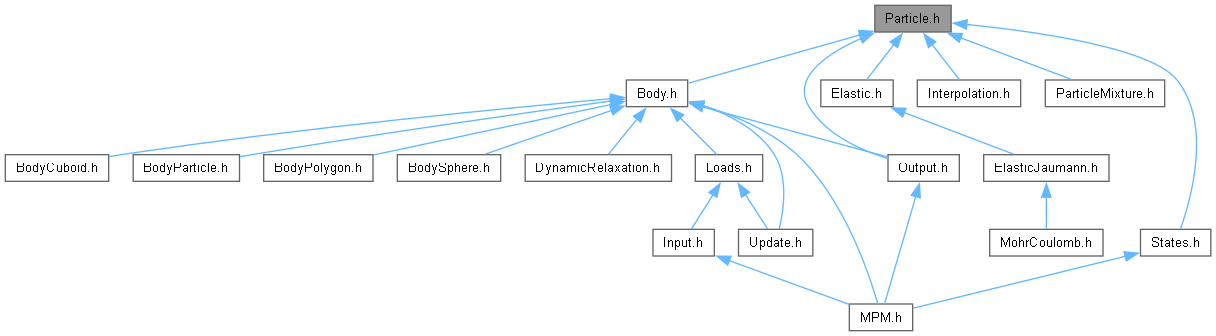 Particle.h
Body.h
Elastic.h
Interpolation.h
ParticleMixture.h
BodyCuboid.h
BodyParticle.h
BodyPolygon.h
BodySphere.h
DynamicRelaxation.h
Loads.h
Output.h
ElasticJaumann.h
Input.h
Update.h
MohrCoulomb.h
States.h
MPM.h